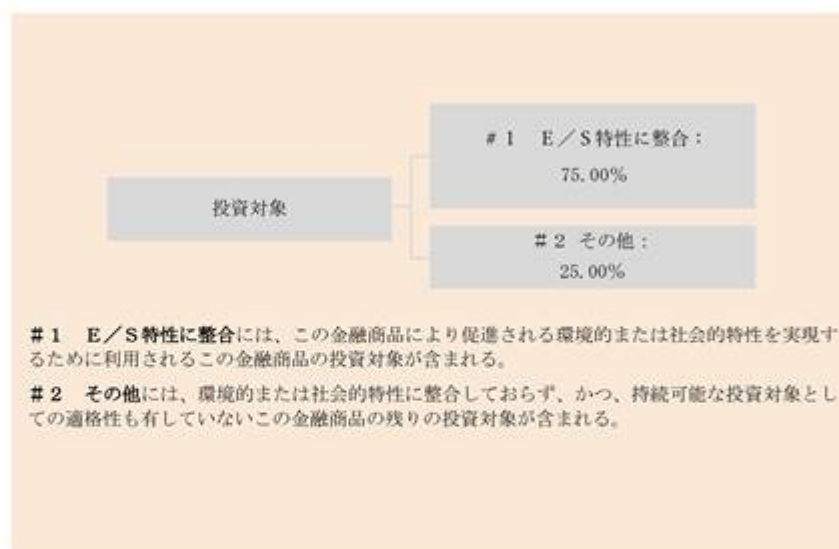 ＃１　Ｅ／Ｓ特性に整合：
75.00%
投資対象
＃２ その他：
25.00%
＃１　Ｅ／Ｓ特性に整合には、この金融商品により促進される環境的または社会的特性を実現す
るために利用されるこの金融商品の投資対象が含まれる。
＃２　その他には、環境的または社会的特性に整合しておらず、かつ、持続可能な投資対象とし
ての適格性も有していないこの金融商品の残りの投資対象が含まれる。